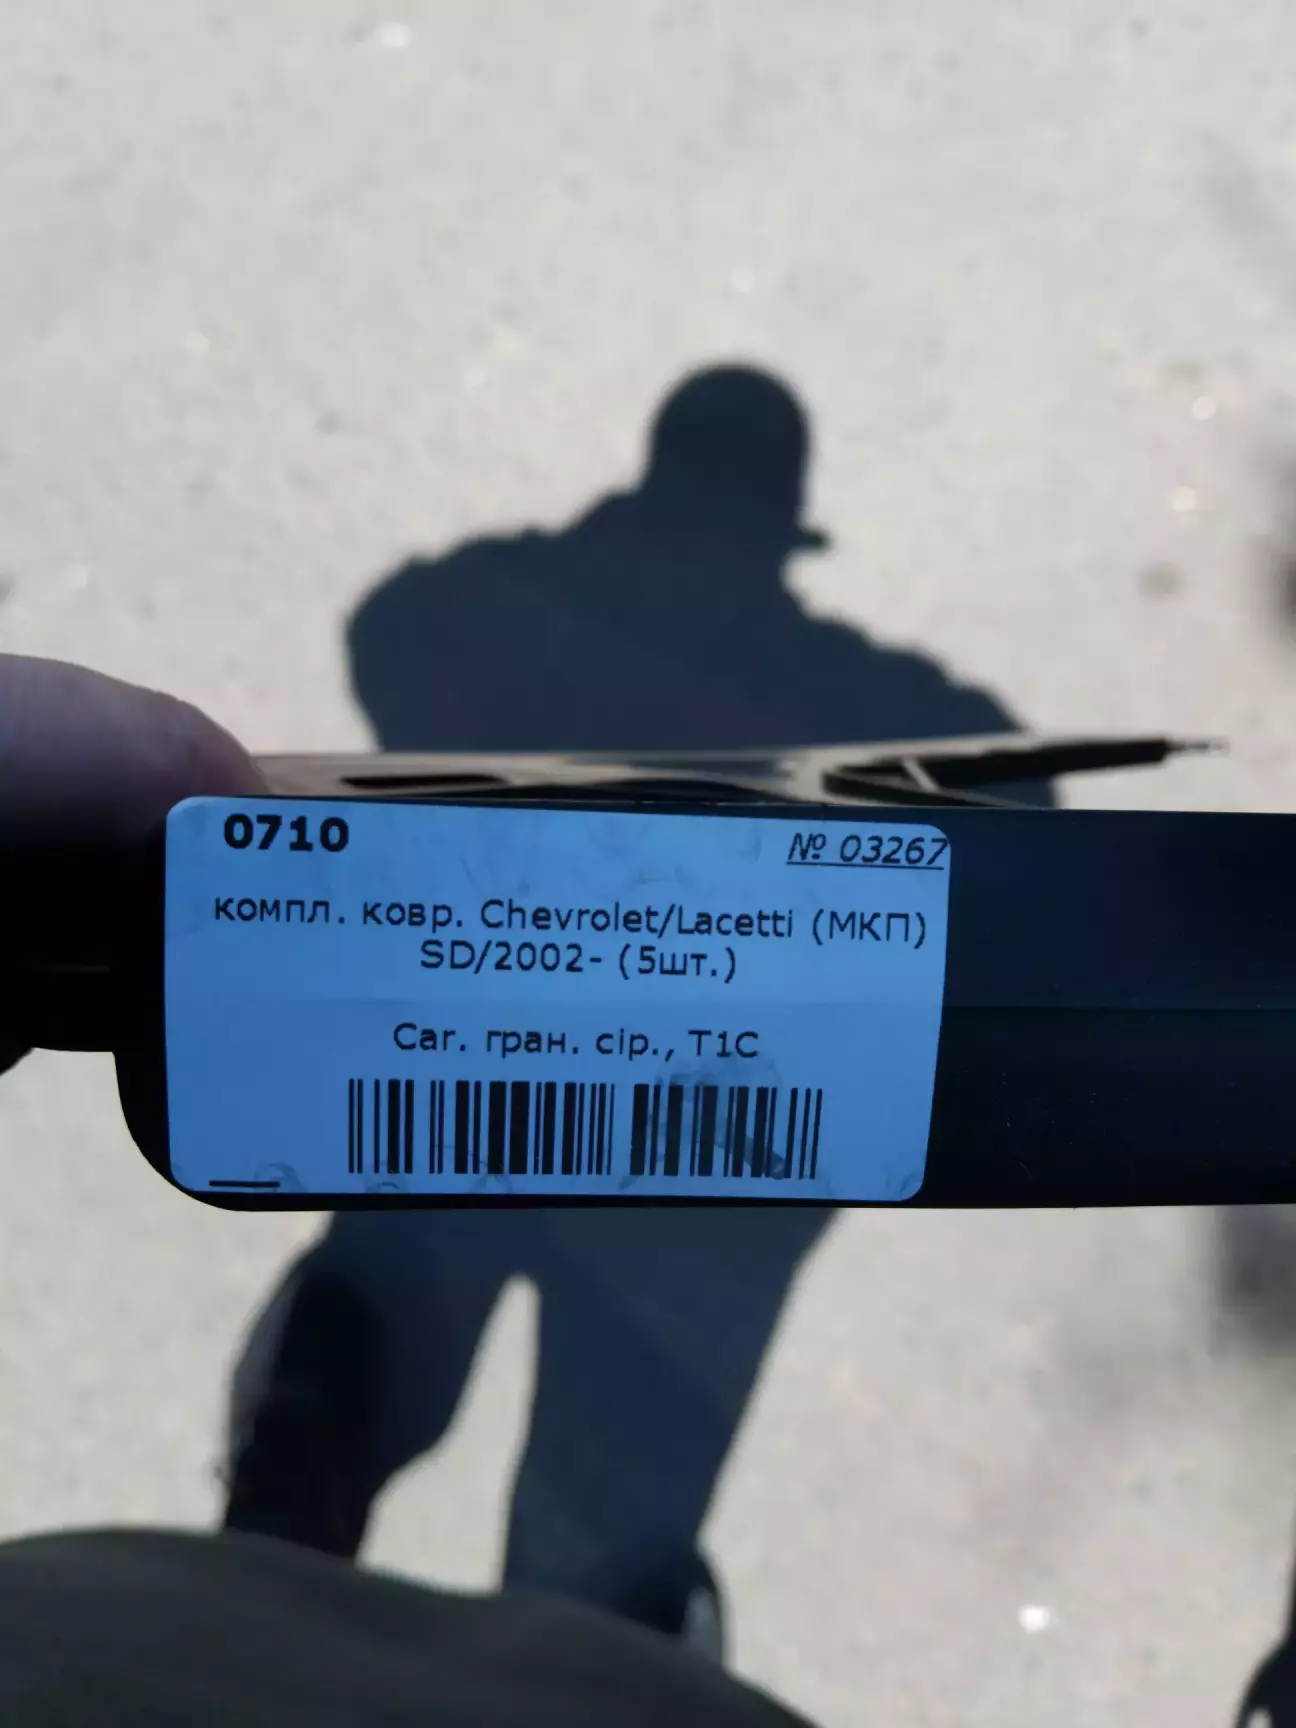 0710
№ 03267
компл. ковр. Chevrolet/Lacetti (МКП)
SD/2002- (5шт.)
Car. гран. сір., T1C